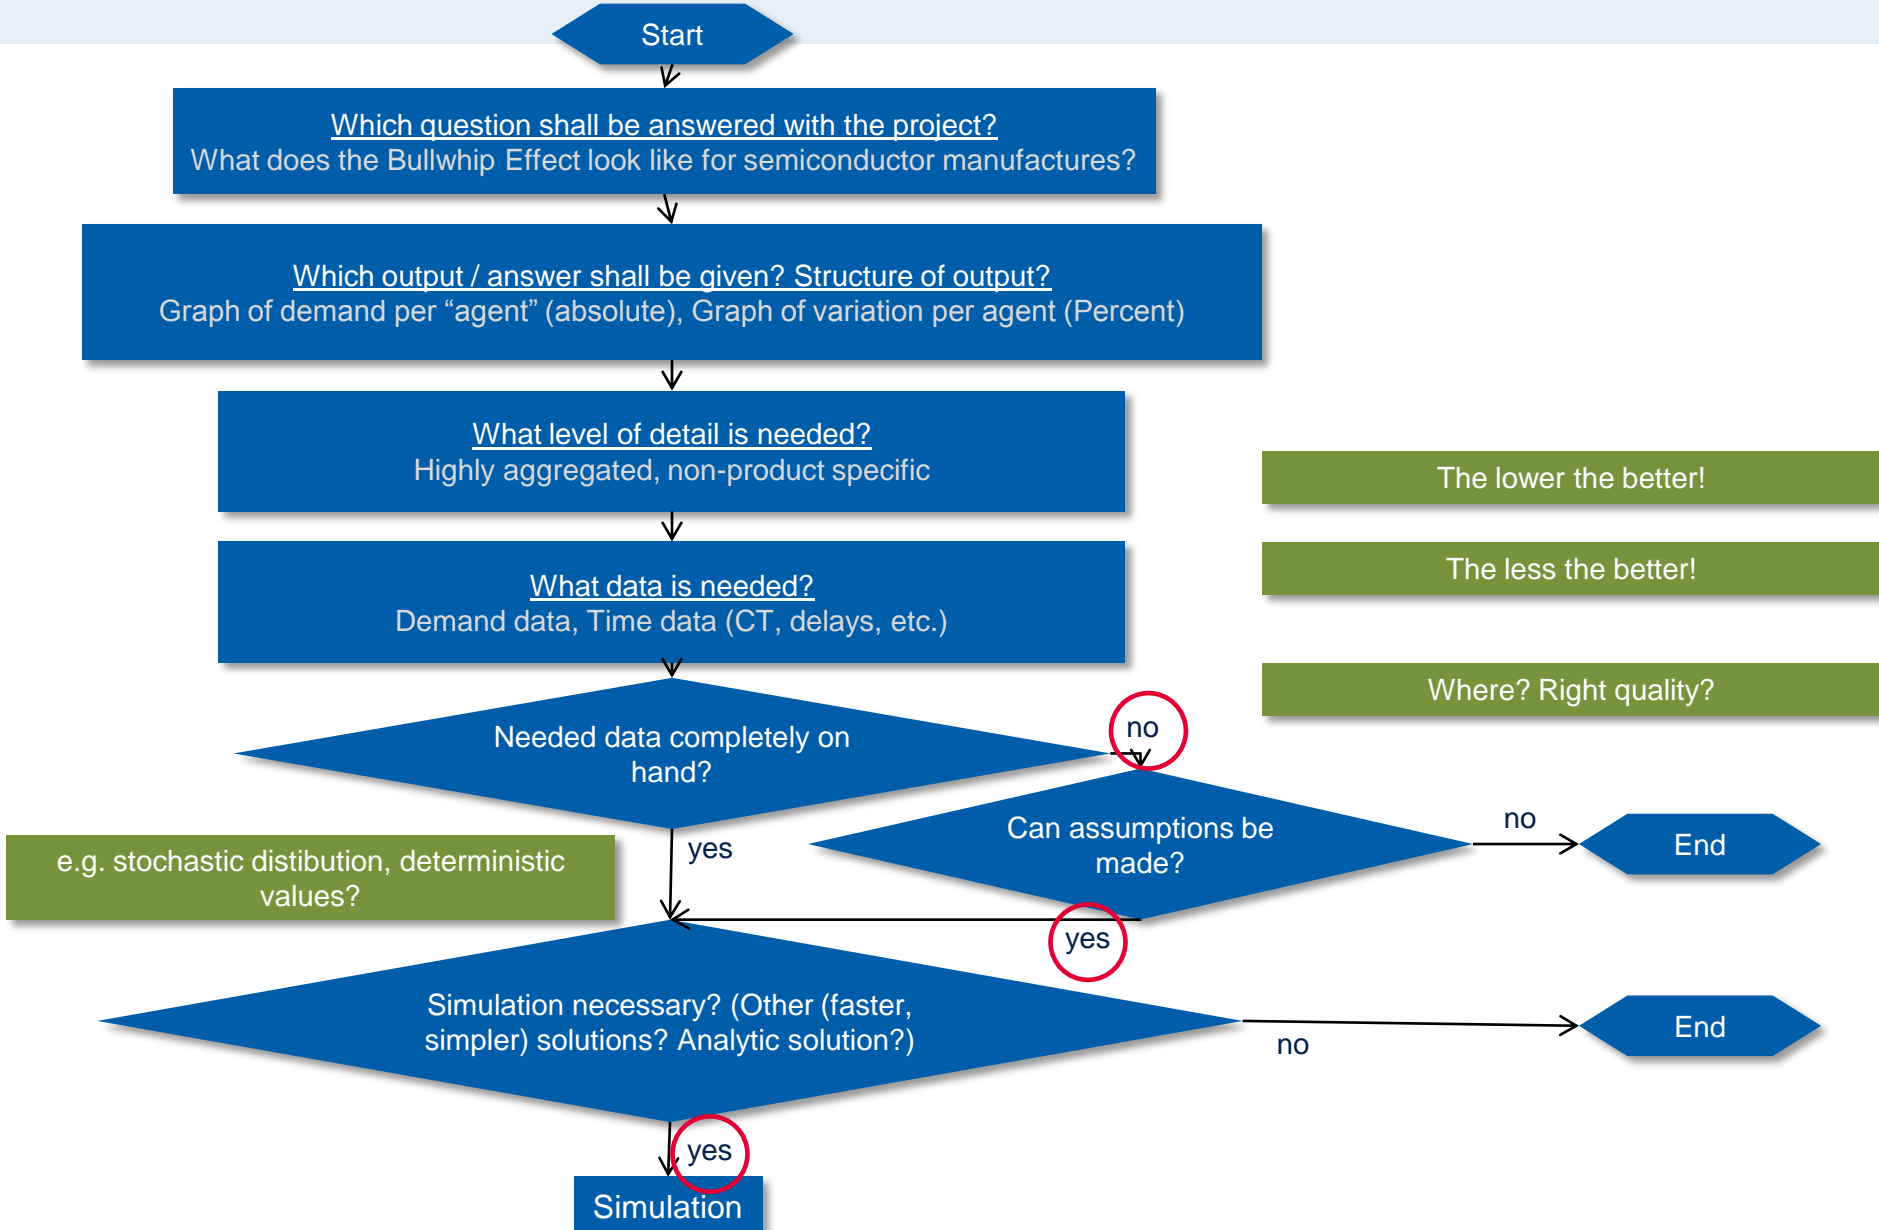 Start
Which question shall be answered with the project?
What does the Bullwhip Effect look like for semiconductor manufactures?
Which output / answer shall be given? Structure of output?
Graph of demand per “agent” (absolute), Graph of variation per agent (Percent)
What level of detail is needed?
Highly aggregated, non-product specific
The lower the better!
What data is needed?
Demand data, Time data (CT, delays, etc.)
The less the better!
Where? Right quality?
Needed data completely on
hand?
no
Can assumptions be
made?
no
End
yes
e.g. stochastic distibution, deterministic
values?
yes
Simulation necessary? (Other (faster,
simpler) solutions? Analytic solution?)
no
End
yes
Simulation